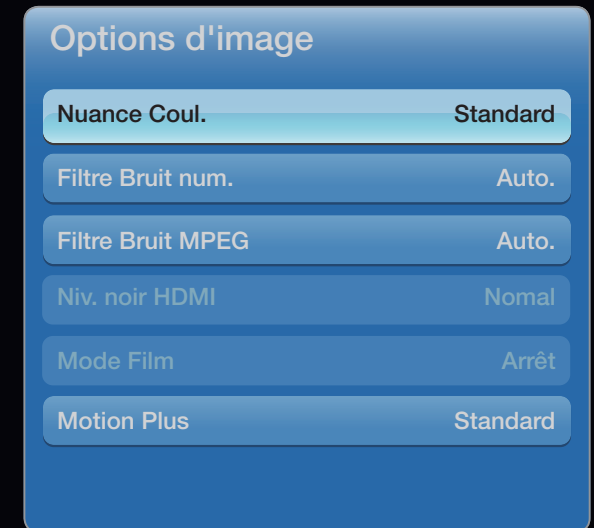 Options d'image
Nuance Coul. Standard
Filtre Bruit num. Auto.
Filtre Bruit MPEG Auto.
Niv. noir HDMI Nomal
Mode Film Arrêt
Motion Plus Standard